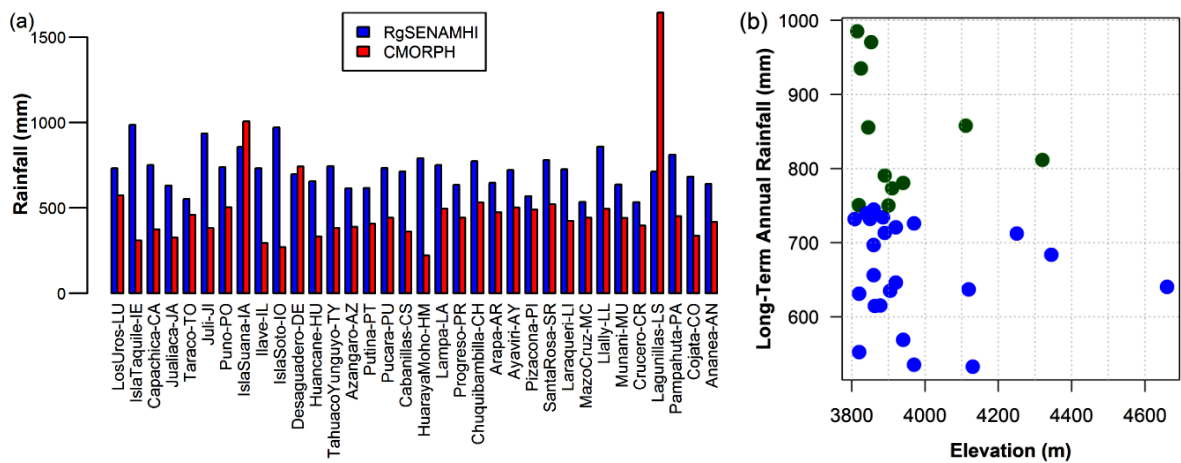 (a)
RgSENAMHI
CMORPH
Rainfall (mm)
1500
1000
500
0
LosUros-LU
IslaTaquile-IE
Capachica-CA
Juliaca-JA
Taraco-TO
Juli-JI
Puno-PO
IslaSuana-IA
Ilave-IL
IslaSoto-IO
Desaguadero-DE
Huancane-HU
TahuacoYunguyo-TY
Azangaro-AZ
Putina-PT
Pucara-PU
Cabanillas-CS
HuarayaMoho-HM
Lampa-LA
Progreso-PR
Chuquibambilla-CH
Arapa-AR
Ayaviri-AY
Pizacona-PI
SantaRosa-SR
Laraqueri-LI
MazoCruz-MC
Crucero-CR
Llally-LL
Munani-MU
Lagunillas-LS
Pampahuta-PA
Cojata-CO
Ananea-AN
(b)
Long-Term Annual Rainfall (mm)
1000
900
800
700
600
3800
4000
4200
4400
4600
Elevation (m)